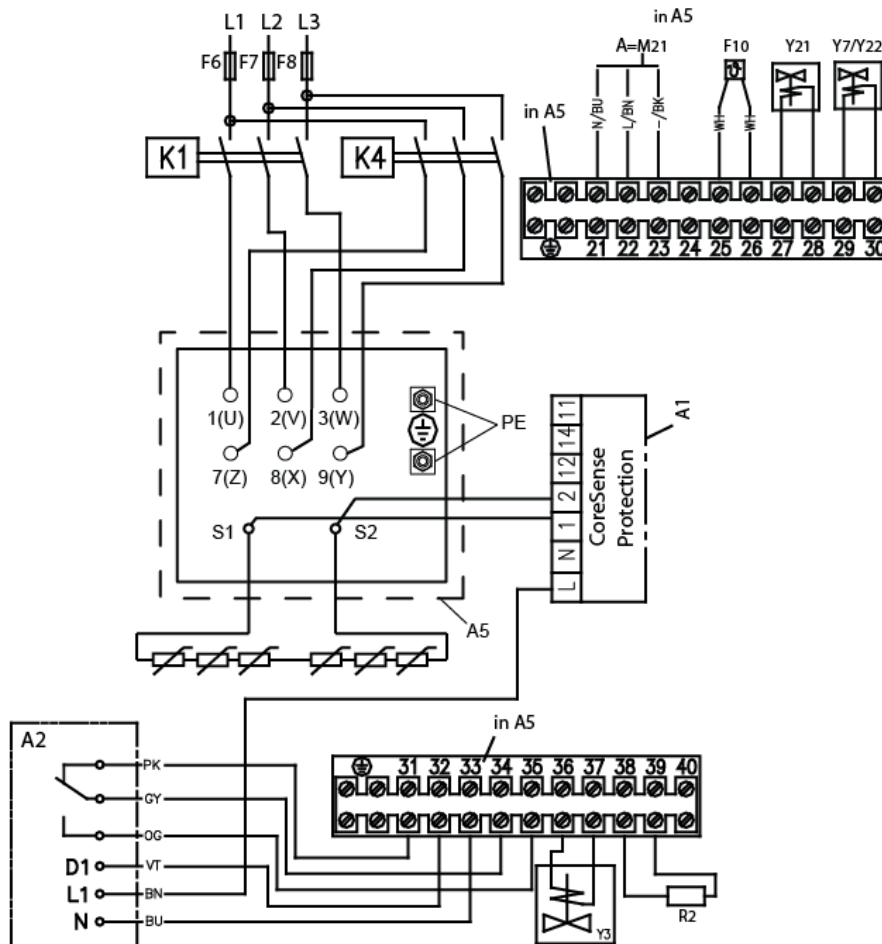 L1 L2 L3
F6 F7 F8
K1 K4
in A5
A=M21 F10 Y21 Y7/Y22
in A5
N/BU L/BN -/BK WH WH
21 22 23 24 25 26 27 28 29 30
1(U) 2(V) 3(W)
7(Z) 8(X) 9(Y)
PE
S1 S2
A5
11 14 12 2 1 N L
CoreSense
Protection
A1
A2
in A5
31 32 33 34 35 36 37 38 39 40
PK
GY
OG
D1 VT
L1 BN
N BU
Y3
R2